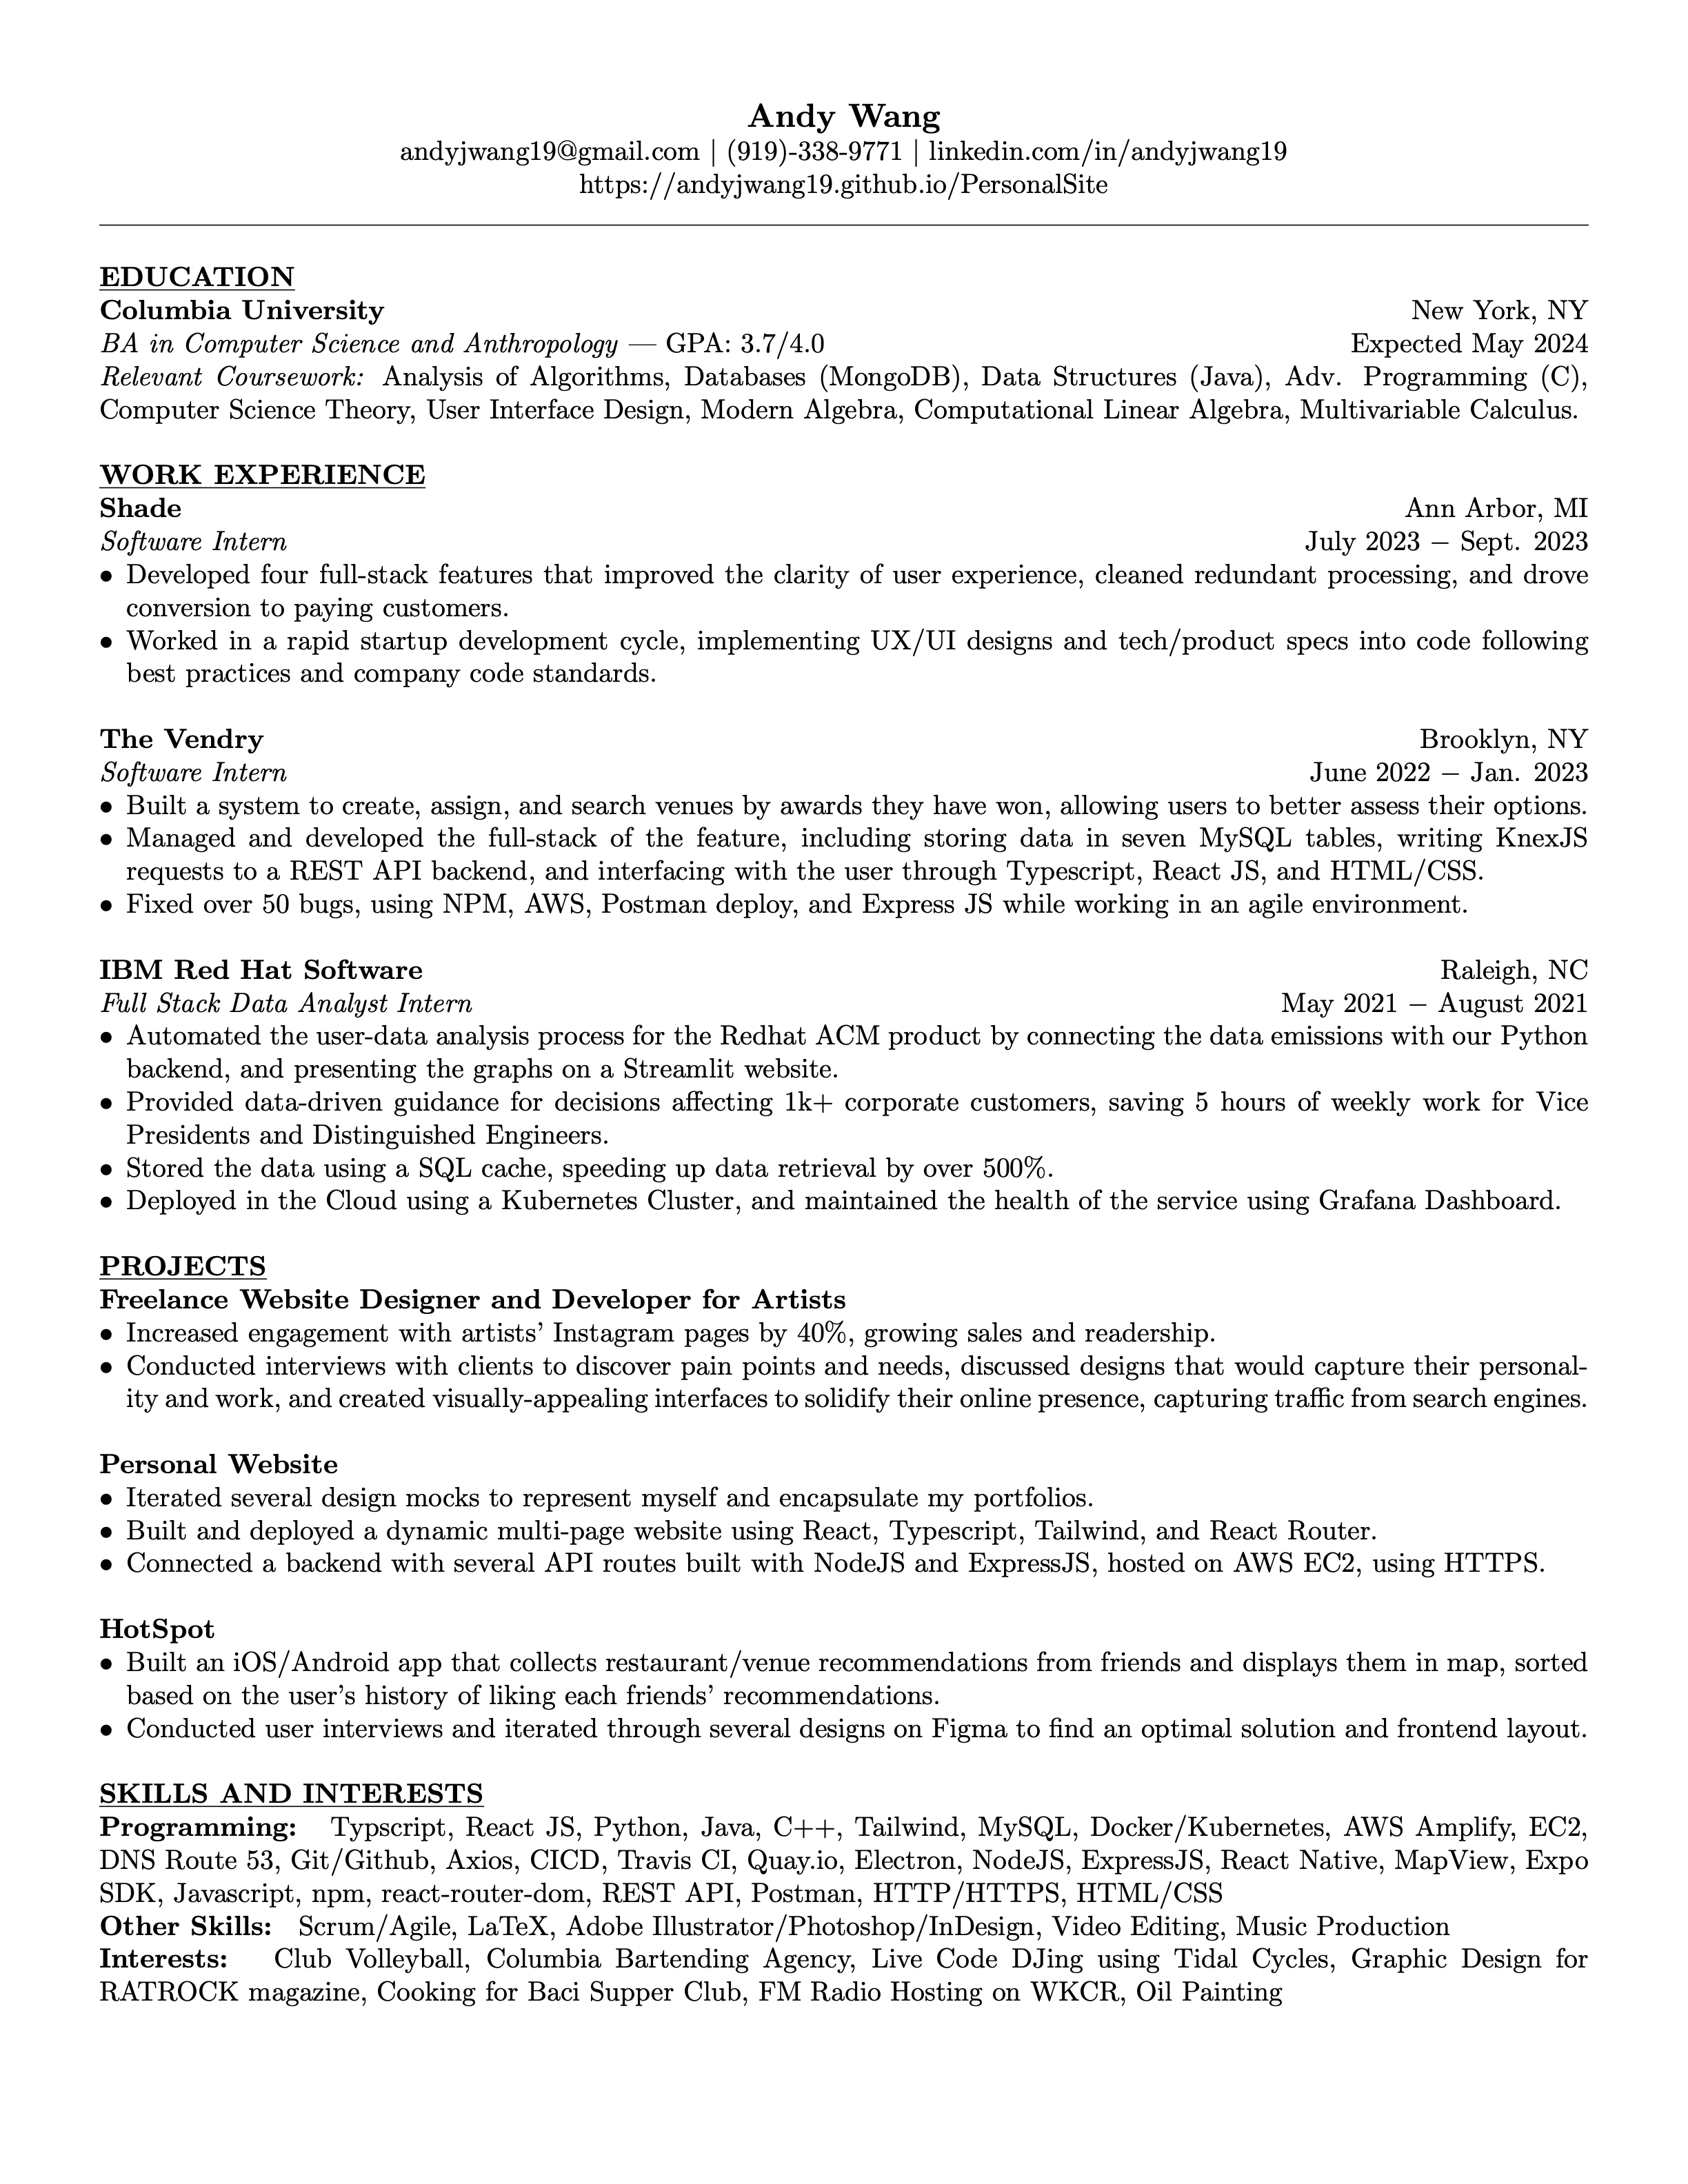 Andy Wang
andyjwang19@gmail.com | (919)-338-9771 | linkedin.com/in/andyjwang19
https://andyjwang19.github.io/PersonalSite
EDUCATION
Columbia University New York, NY
BA in Computer Science and Anthropology — GPA: 3.7/4.0 Expected May 2024
Relevant Coursework: Analysis of Algorithms, Databases (MongoDB), Data Structures (Java), Adv. Programming (C),
Computer Science Theory, User Interface Design, Modern Algebra, Computational Linear Algebra, Multivariable Calculus.
WORK EXPERIENCE
Shade Ann Arbor, MI
Software Intern July 2023 – Sept. 2023
• Developed four full-stack features that improved the clarity of user experience, cleaned redundant processing, and drove
conversion to paying customers.
• Worked in a rapid startup development cycle, implementing UX/UI designs and tech/product specs into code following
best practices and company code standards.
The Vendry Brooklyn, NY
Software Intern June 2022 – Jan. 2023
• Built a system to create, assign, and search venues by awards they have won, allowing users to better assess their options.
• Managed and developed the full-stack of the feature, including storing data in seven MySQL tables, writing KnexJS
requests to a REST API backend, and interfacing with the user through Typescript, React JS, and HTML/CSS.
• Fixed over 50 bugs, using NPM, AWS, Postman deploy, and Express JS while working in an agile environment.
IBM Red Hat Software Raleigh, NC
Full Stack Data Analyst Intern May 2021 – August 2021
• Automated the user-data analysis process for the Redhat ACM product by connecting the data emissions with our Python
backend, and presenting the graphs on a Streamlit website.
• Provided data-driven guidance for decisions affecting 1k+ corporate customers, saving 5 hours of weekly work for Vice
Presidents and Distinguished Engineers.
• Stored the data using a SQL cache, speeding up data retrieval by over 500%.
• Deployed in the Cloud using a Kubernetes Cluster, and maintained the health of the service using Grafana Dashboard.
PROJECTS
Freelance Website Designer and Developer for Artists
• Increased engagement with artists' Instagram pages by 40%, growing sales and readership.
• Conducted interviews with clients to discover pain points and needs, discussed designs that would capture their personal-
ity and work, and created visually-appealing interfaces to solidify their online presence, capturing traffic from search engines.
Personal Website
• Iterated several design mocks to represent myself and encapsulate my portfolios.
• Built and deployed a dynamic multi-page website using React, Typescript, Tailwind, and React Router.
• Connected a backend with several API routes built with NodeJS and ExpressJS, hosted on AWS EC2, using HTTPS.
HotSpot
• Built an iOS/Android app that collects restaurant/venue recommendations from friends and displays them in map, sorted
based on the user's history of liking each friends' recommendations.
• Conducted user interviews and iterated through several designs on Figma to find an optimal solution and frontend layout.
SKILLS AND INTERESTS
Programming: Typscript, React JS, Python, Java, C++, Tailwind, MySQL, Docker/Kubernetes, AWS Amplify, EC2,
DNS Route 53, Git/Github, Axios, CICD, Travis CI, Quay.io, Electron, NodeJS, ExpressJS, React Native, MapView, Expo
SDK, Javascript, npm, react-router-dom, REST API, Postman, HTTP/HTTPS, HTML/CSS
Other Skills: Scrum/Agile, LaTeX, Adobe Illustrator/Photoshop/InDesign, Video Editing, Music Production
Interests: Club Volleyball, Columbia Bartending Agency, Live Code DJing using Tidal Cycles, Graphic Design for
RATROCK magazine, Cooking for Baci Supper Club, FM Radio Hosting on WKCR, Oil Painting